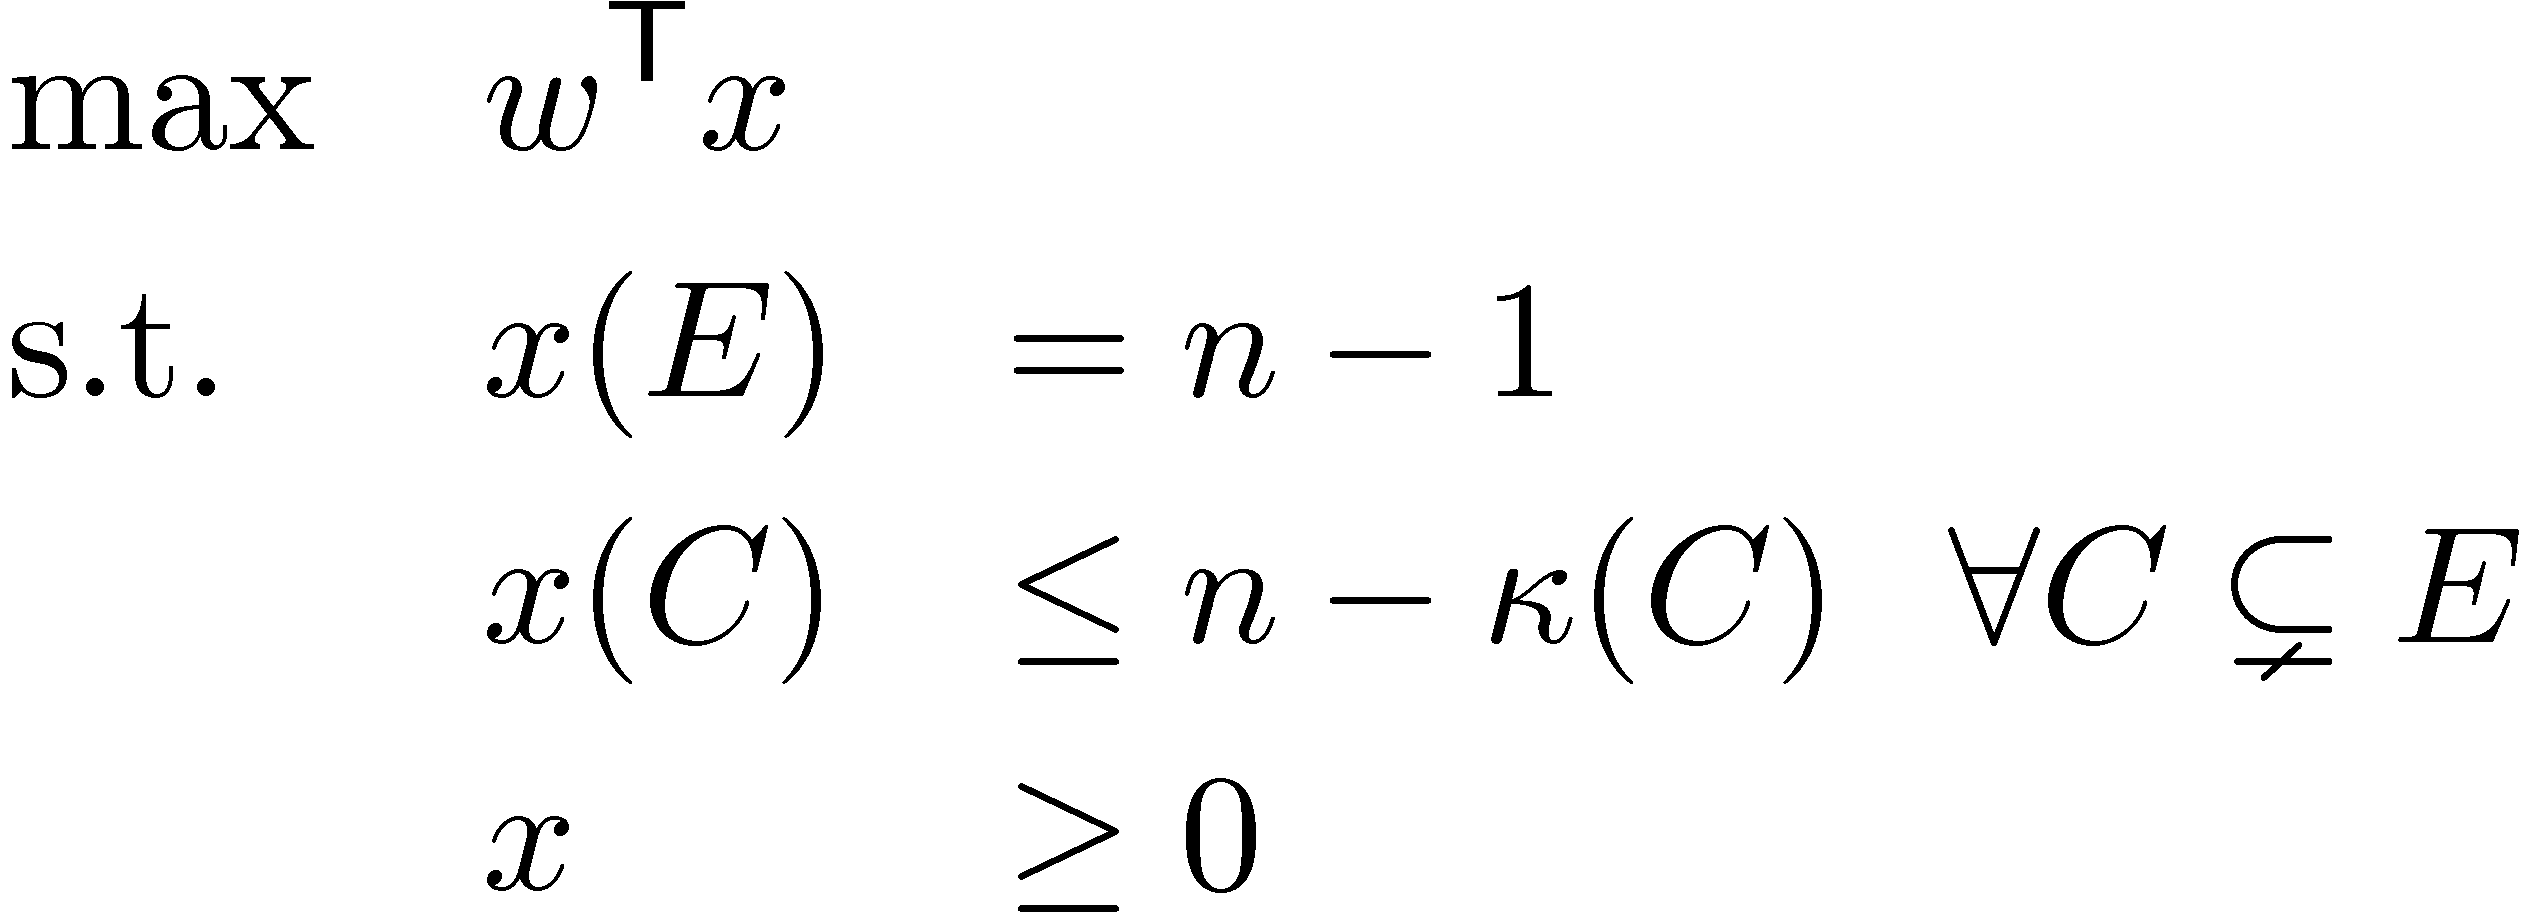 max w⊤x
s.t. x(E) = n − 1
x(C) ≤ n − κ(C) ∀C ⊊ E
x ≥ 0